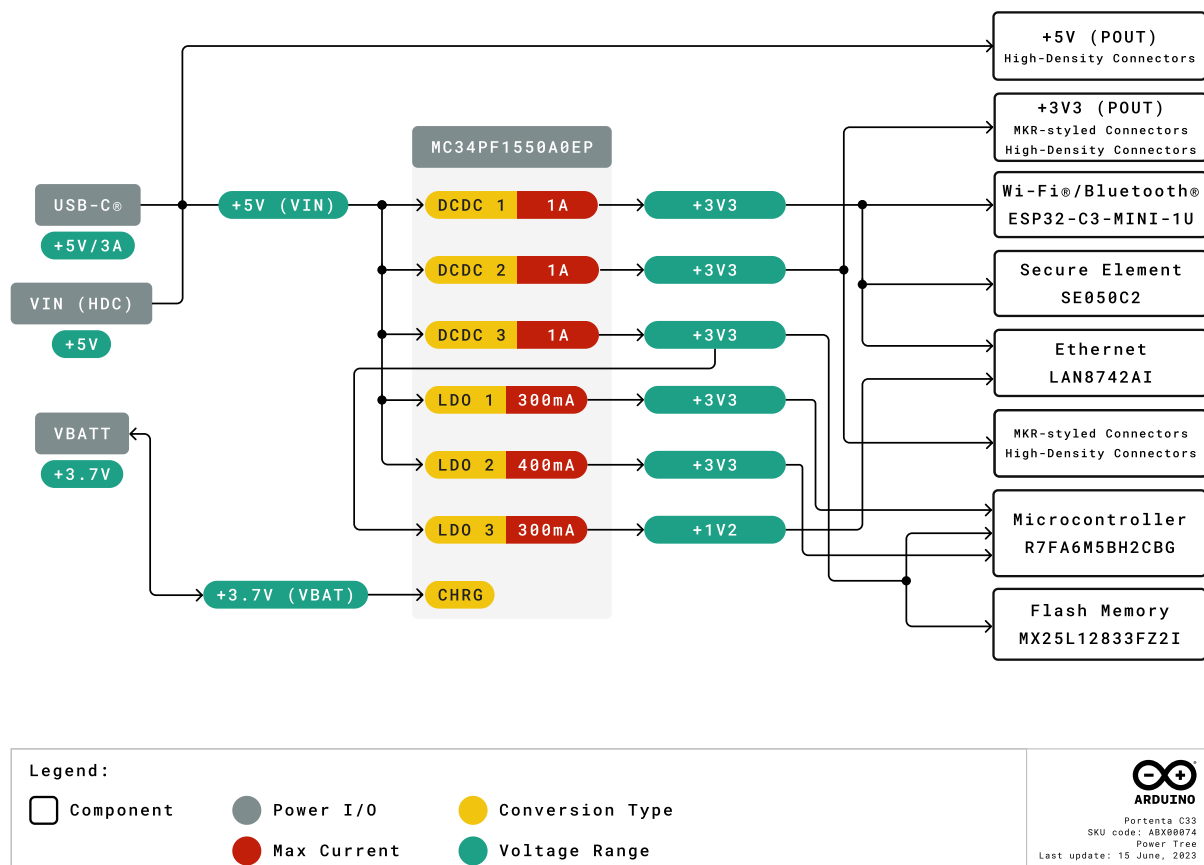 +5V (POUT)
High-Density Connectors
+3V3 (POUT)
MKR-styled Connectors
High-Density Connectors
MC34PF1550A0EP
USB-C®
+5V/3A
+5V (VIN)
DCDC 1 1A
+3V3
Wi-Fi®/Bluetooth®
ESP32-C3-MINI-1U
DCDC 2 1A
+3V3
Secure Element
SE050C2
VIN (HDC)
+5V
DCDC 3 1A
+3V3
Ethernet
LAN8742AI
LDO 1 300mA
+3V3
VBATT
+3.7V
MKR-styled Connectors
High-Density Connectors
LDO 2 400mA
+3V3
LDO 3 300mA
+1V2
Microcontroller
R7FA6M5BH2CBG
+3.7V (VBAT)
CHRG
Flash Memory
MX25L12833FZ2I
Legend:
Component
Power I/O
Conversion Type
Max Current
Voltage Range
ARDUINO
Portenta C33
SKU code: ABX00074
Power Tree
Last update: 15 June, 2023